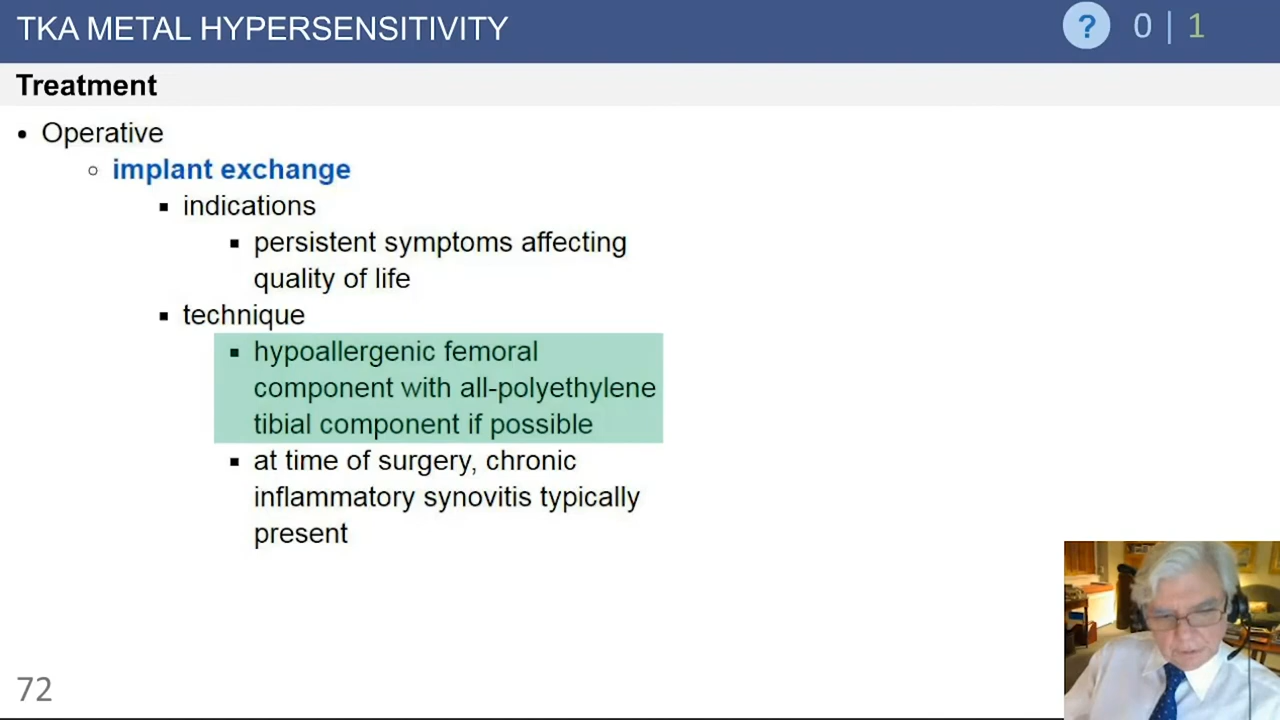 TKA METAL HYPERSENSITIVITY
? 0 | 1
Treatment
• Operative
○ implant exchange
▪ indications
▪ persistent symptoms affecting
quality of life
▪ technique
▪ hypoallergenic femoral
component with all-polyethylene
tibial component if possible
▪ at time of surgery, chronic
inflammatory synovitis typically
present
72